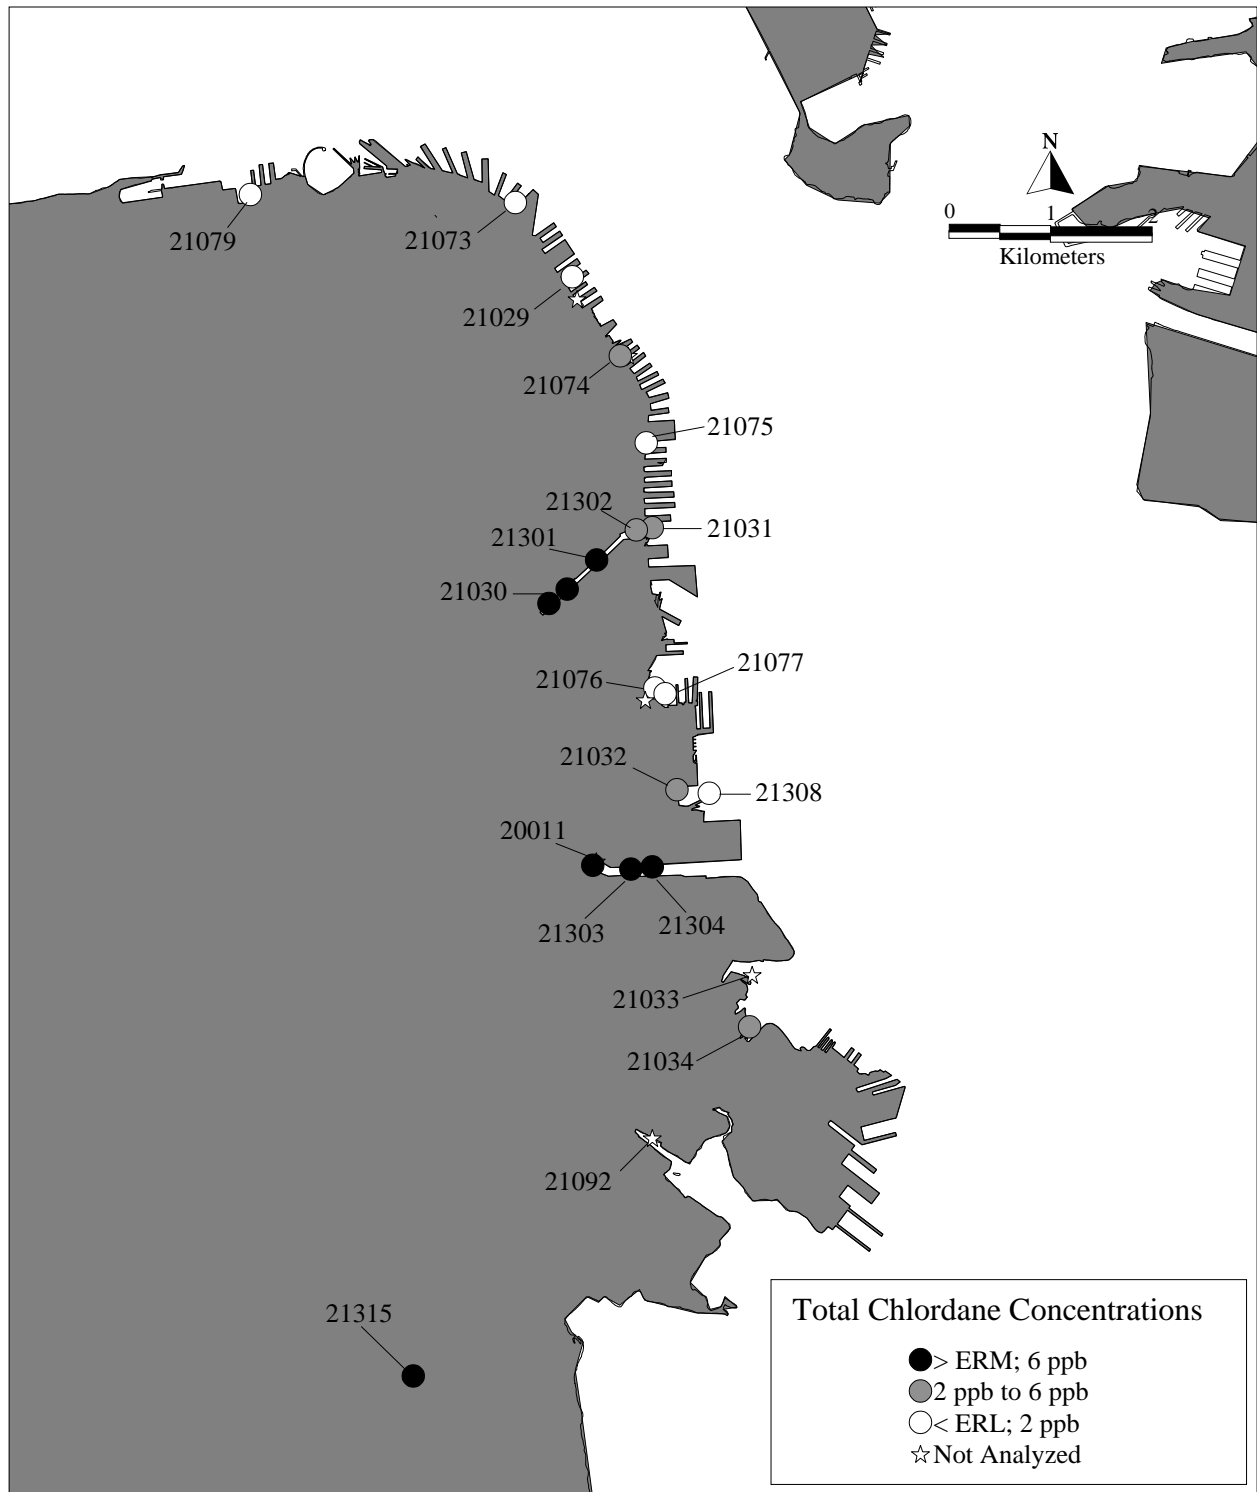 N
0 1 2
Kilometers
21079
21073
21029
21074
21075
21302
21031
21301
21030
21076
21077
21032
21308
20011
21303
21304
21033
21034
21092
21315
Total Chlordane Concentrations
> ERM; 6 ppb
2 ppb to 6 ppb
< ERL; 2 ppb
Not Analyzed